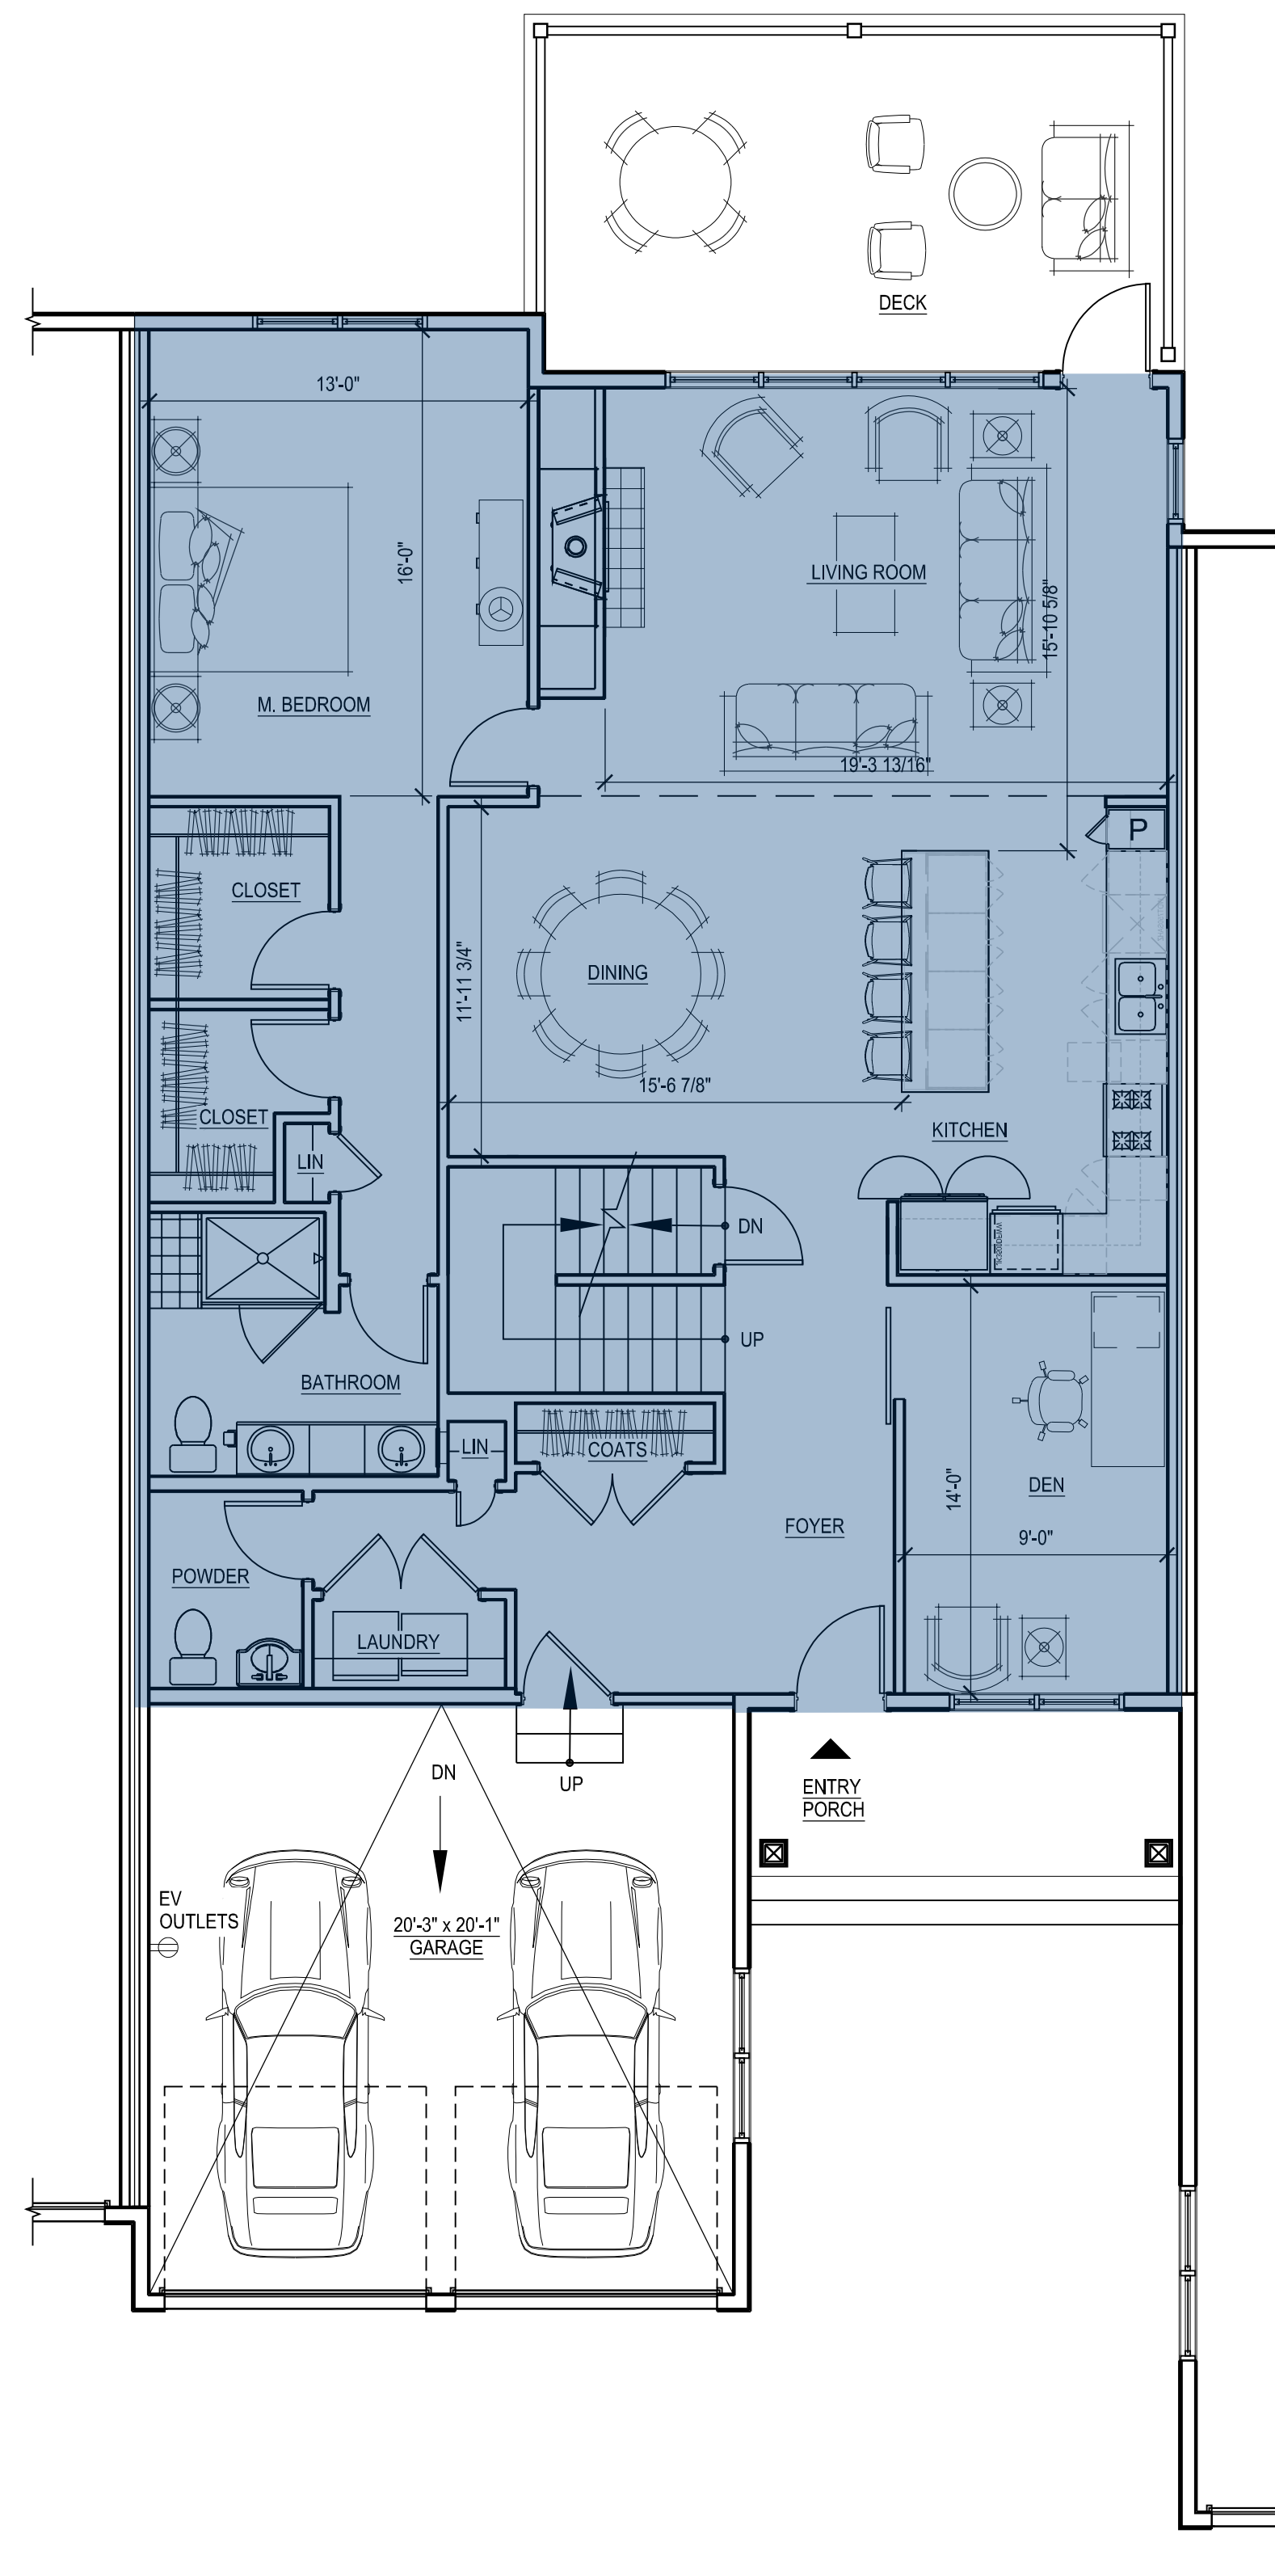 DECK
13'-0"
16'-0"
LIVING ROOM
15'-10 5/8"
M. BEDROOM
19'-3 13/16"
P
CLOSET
11'-11 3/4"
DINING
15'-6 7/8"
CLOSET
KITCHEN
LIN
DN
UP
BATHROOM
LIN
COATS
DEN
14'-0"
FOYER
9'-0"
POWDER
LAUNDRY
DN
UP
ENTRY
PORCH
EV
OUTLETS
20'-3" x 20'-1"
GARAGE